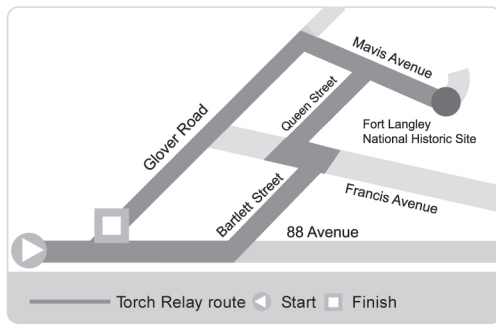 Mavis Avenue
Queen Street
Glover Road
Fort Langley
National Historic Site
Bartlett Street
Francis Avenue
88 Avenue
Torch Relay route Start Finish